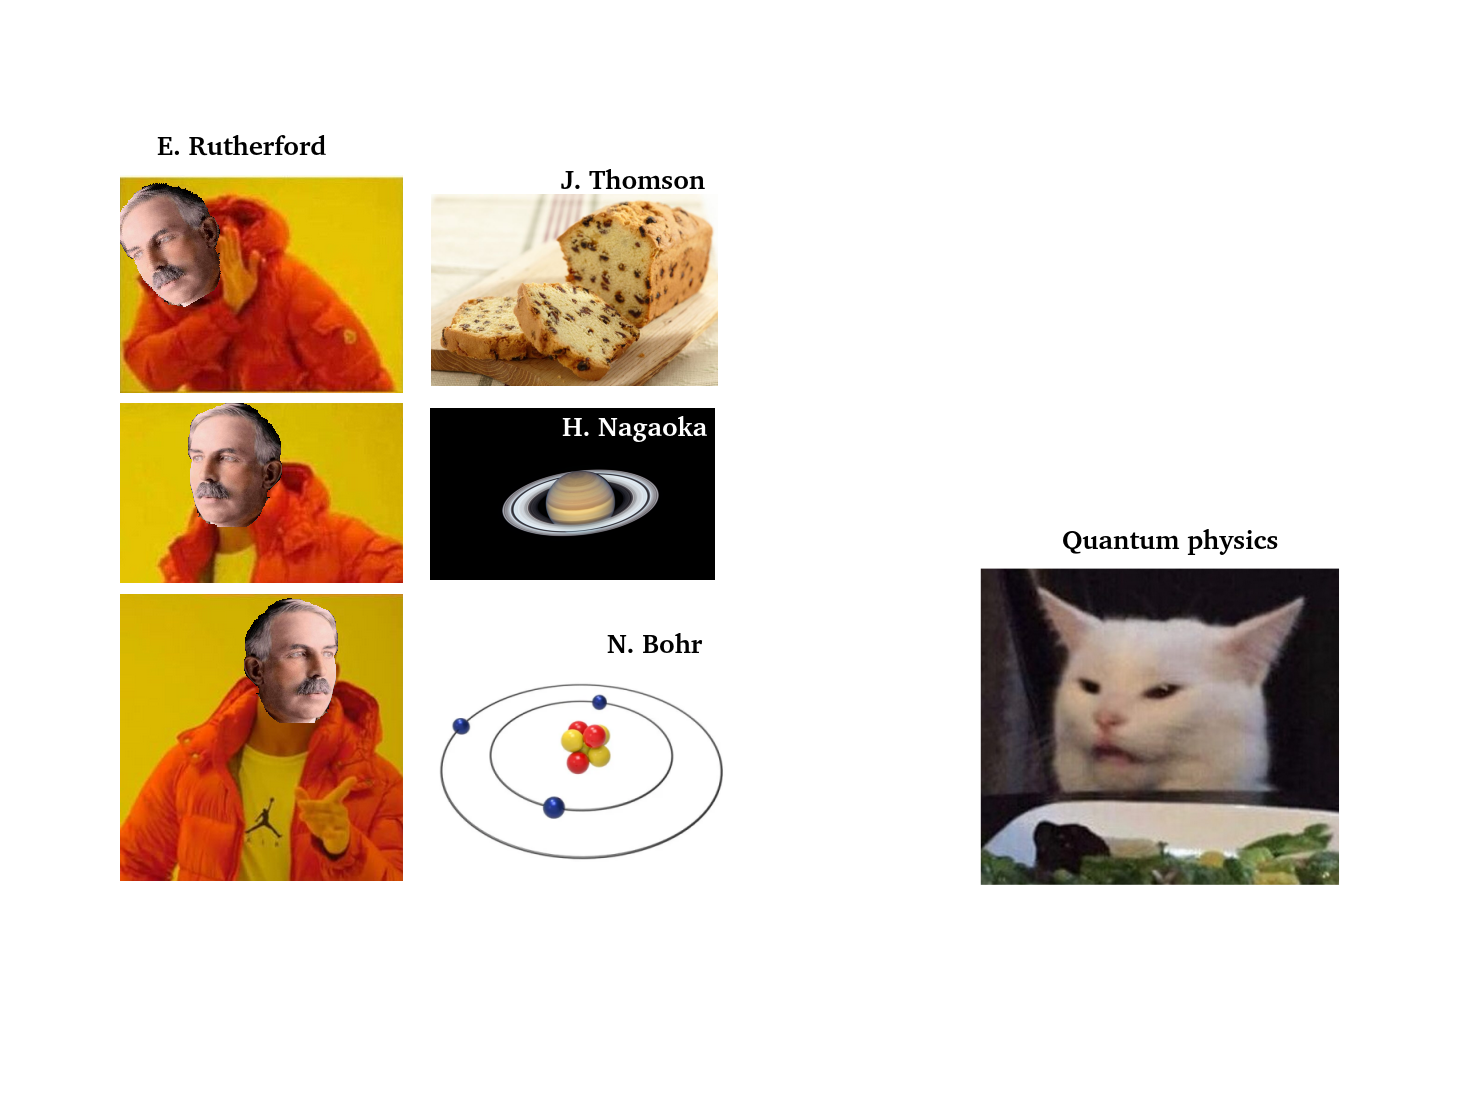 E. Rutherford
J. Thomson
H. Nagaoka
N. Bohr
Quantum physics